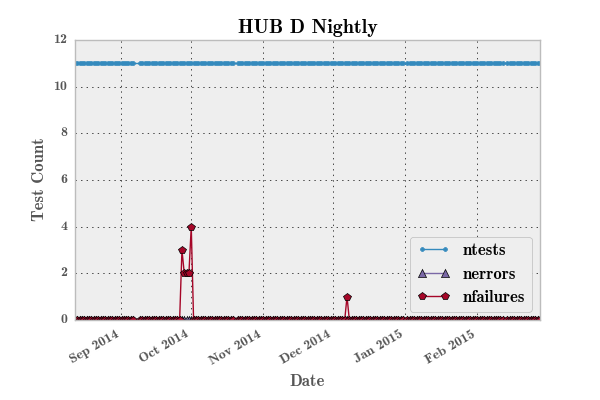 HUB D Nightly
12
10
8
6
4
2
0
Test Count
ntests
nerrors
nfailures
Sep 2014
Oct 2014
Nov 2014
Dec 2014
Jan 2015
Feb 2015
Date